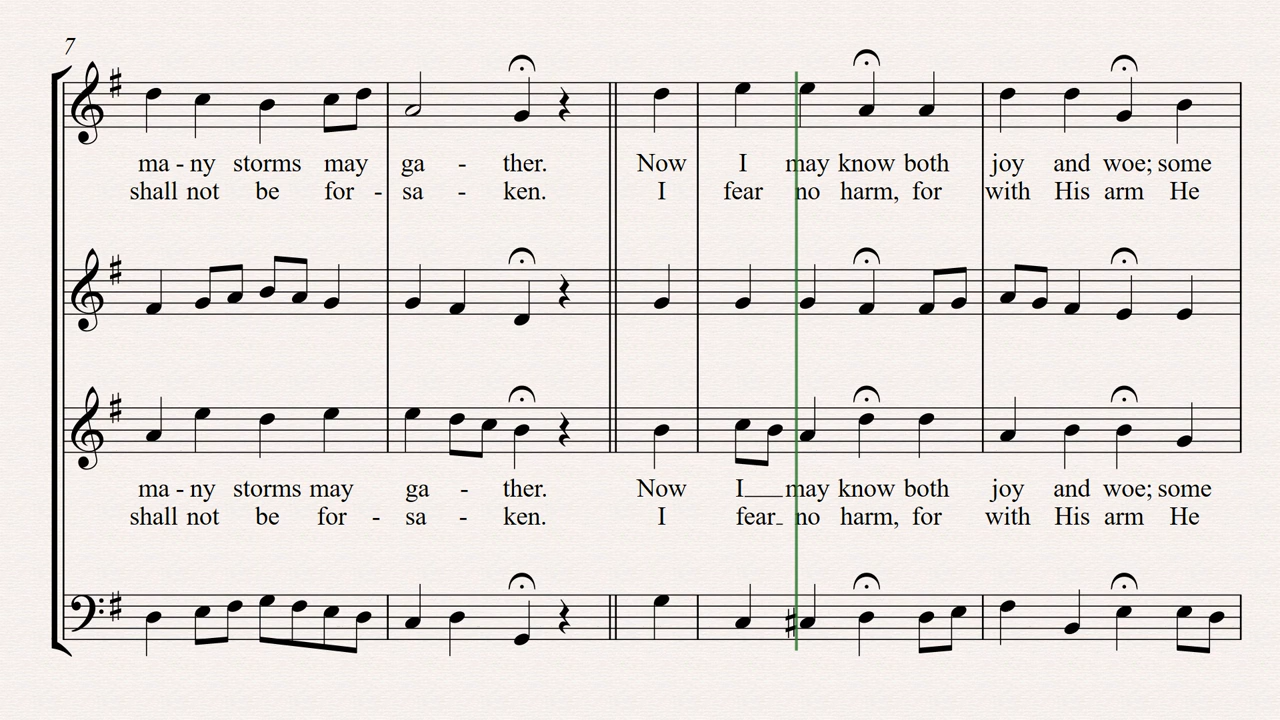 7
ma - ny storms may ga - ther. Now I may know both joy and woe; some
shall not be for - sa - ken. I fear no harm, for with His arm He
ma - ny storms may ga - ther. Now I___ may know both joy and woe; some
shall not be for - sa - ken. I fear_ no harm, for with His arm He